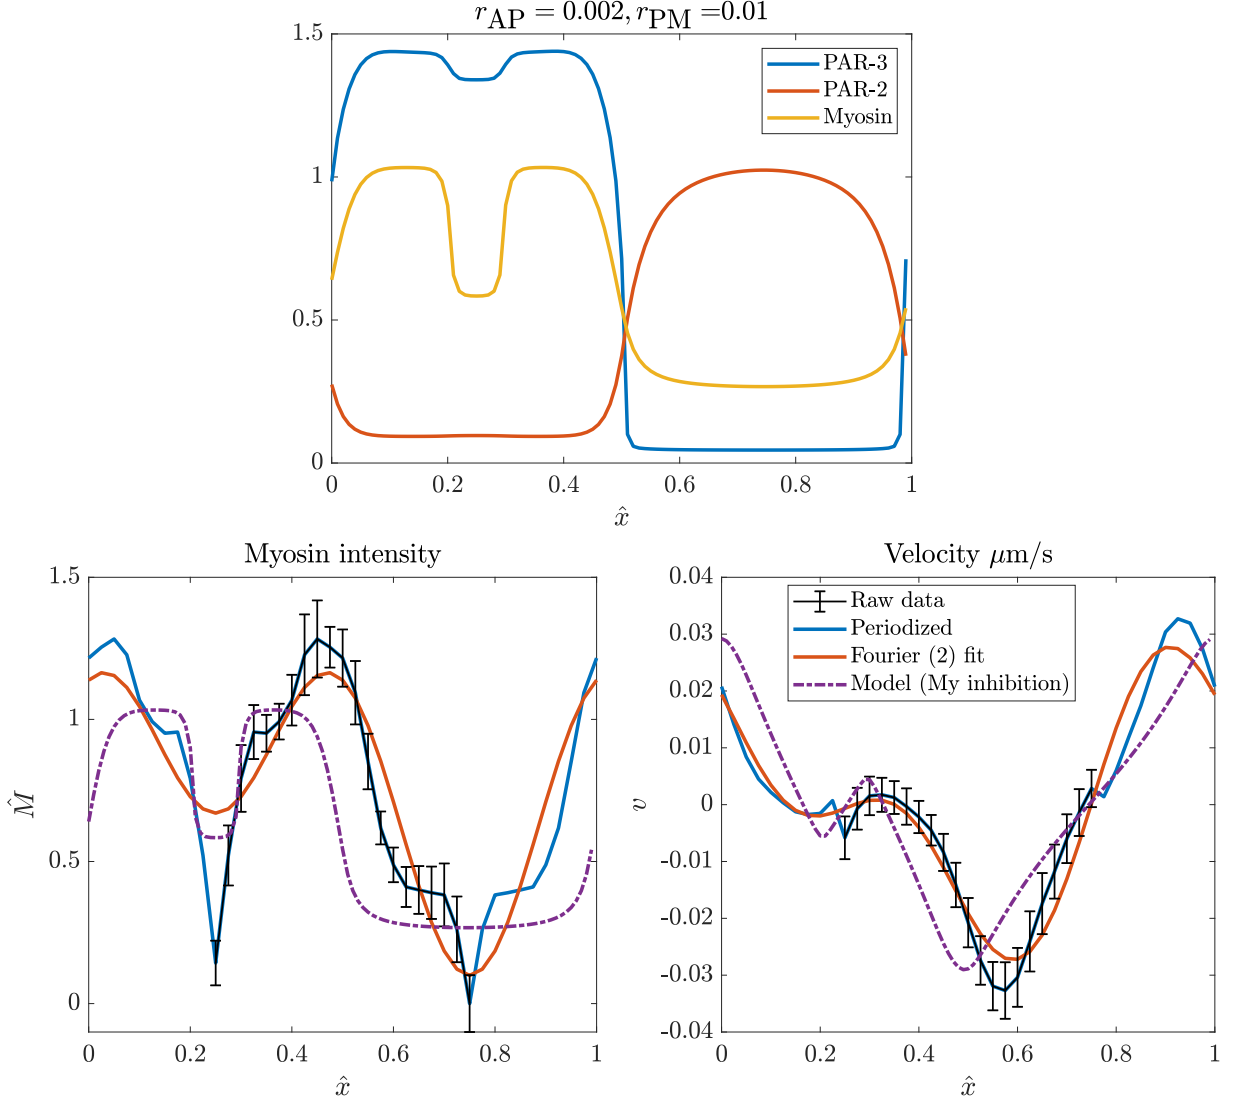 r_AP = 0.002, r_PM =0.01
1.5
1
0.5
0
PAR-3
PAR-2
Myosin
0 0.2 0.4 0.6 0.8 1
x̂
Myosin intensity
1.5
1
0.5
0
M̂
0 0.2 0.4 0.6 0.8 1
x̂
Velocity μm/s
0.04
0.03
0.02
0.01
0
-0.01
-0.02
-0.03
-0.04
v
Raw data
Periodized
Fourier (2) fit
Model (My inhibition)
0 0.2 0.4 0.6 0.8 1
x̂